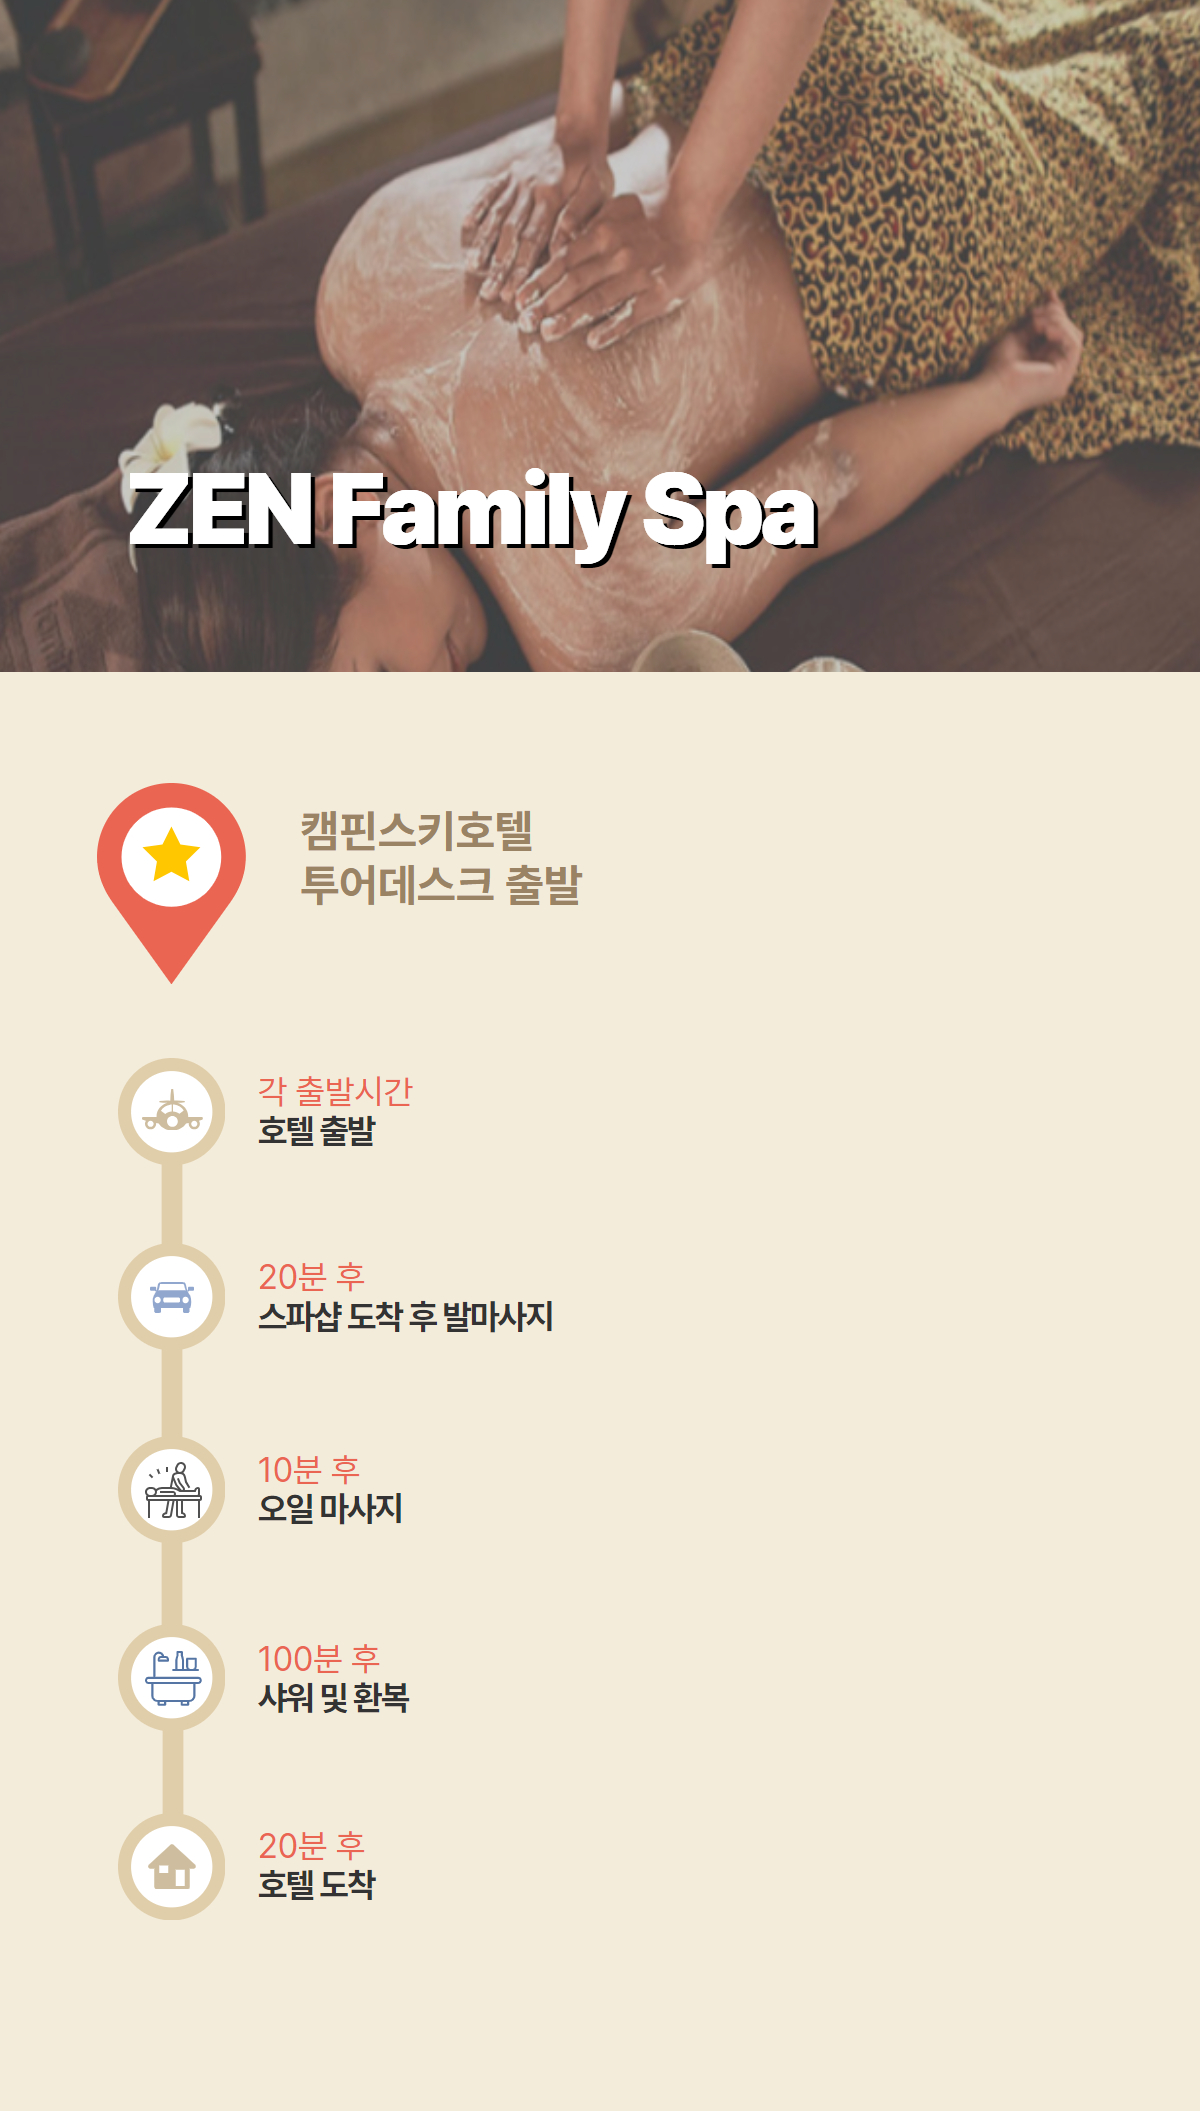 ZEN Family Spa
캠핀스키호텔
투어데스크 출발
각 출발시간
호텔 출발
20분 후
스파샵 도착 후 발마사지
10분 후
오일 마사지
100분 후
샤워 및 환복
20분 후
호텔 도착